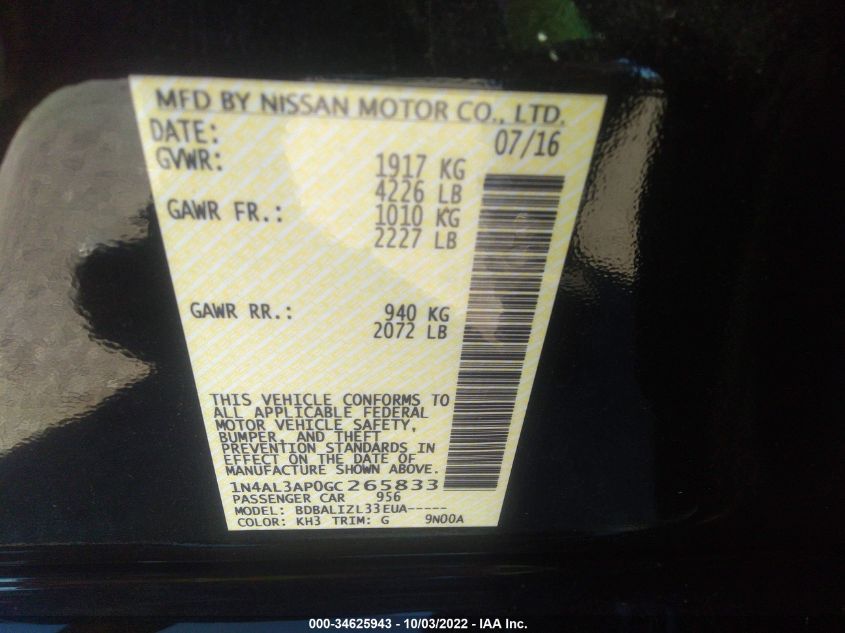 MFD BY NISSAN MOTOR CO., LTD.
DATE: 07/16
GVWR: 1917 KG
4226 LB
GAWR FR.: 1010 KG
2227 LB
GAWR RR.: 940 KG
2072 LB
THIS VEHICLE CONFORMS TO
ALL APPLICABLE FEDERAL
MOTOR VEHICLE SAFETY,
BUMPER, AND THEFT
PREVENTION STANDARDS IN
EFFECT ON THE DATE OF
MANUFACTURE SHOWN ABOVE.
1N4AL3AP0GC265833
PASSENGER CAR 956
MODEL: BDBALIZL33EUA-----
COLOR: KH3 TRIM: G 9N00A
000-34625943 - 10/03/2022 - IAA Inc.